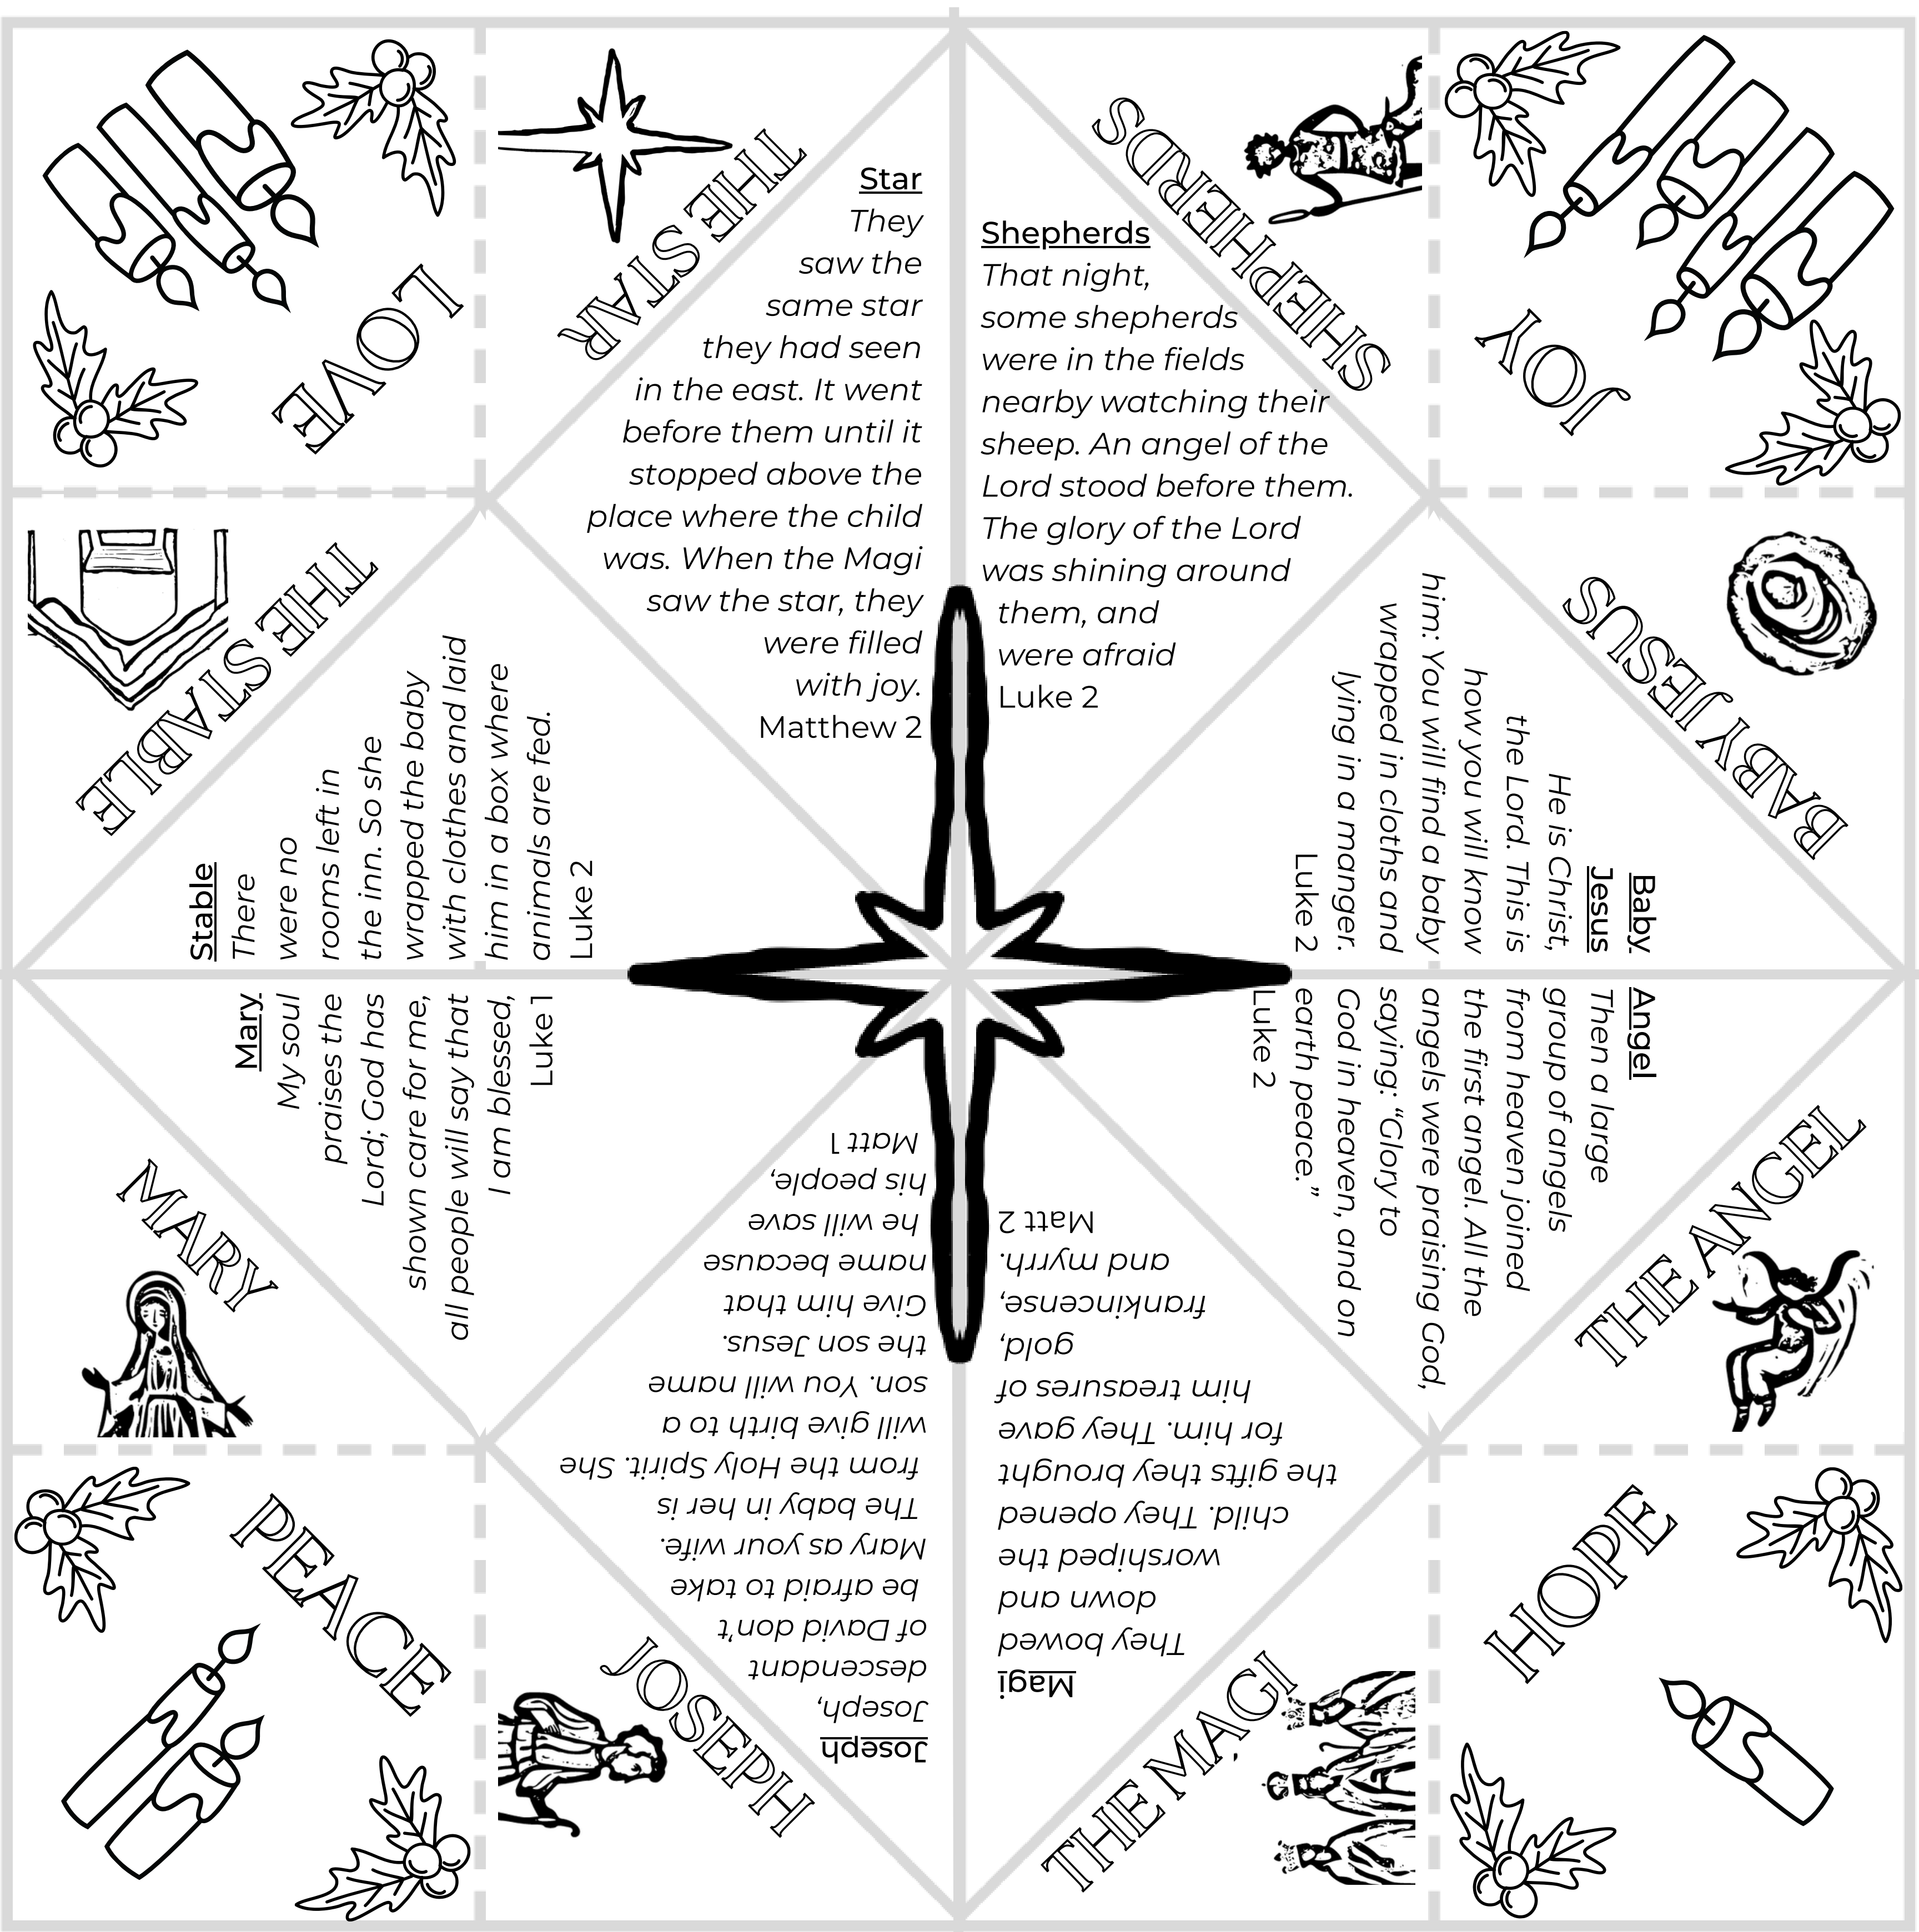 LOVE
THE STAR
Star
They
saw the
same star
they had seen
in the east. It went
before them until it
stopped above the
place where the child
was. When the Magi
saw the star, they
were filled
with joy.
Matthew 2
SHEPHERDS
Shepherds
That night,
some shepherds
were in the fields
nearby watching their
sheep. An angel of the
Lord stood before them.
The glory of the Lord
was shining around
them, and
were afraid
Luke 2
JOY
THE STABLE
Stable
There
were no
rooms left in
the inn. So she
wrapped the baby
with clothes and laid
him in a box where
animals are fed.
Luke 2
BABY JESUS
Baby
Jesus
He is Christ,
the Lord. This is
how you will know
him: You will find a baby
wrapped in cloths and
lying in a manger.
Luke 2
MARY
Mary
My soul
praises the
Lord; God has
shown care for me,
all people will say that
I am blessed,
Luke 1
THE ANGEL
Angel
Then a large
group of angels
from heaven joined
the first angel. All the
angels were praising God,
saying: “Glory to
God in heaven, and on
earth peace.”
Luke 2
PEACE
JOSEPH
Joseph
Joseph,
descendant
of David don’t
be afraid to take
Mary as your wife.
The baby in her is
from the Holy Spirit. She
will give birth to a
son. You will name
the son Jesus.
Give him that
name because
he will save
his people,
Matt 1
THE MAGI
Magi
They bowed
down and
worshiped the
child. They opened
the gifts they brought
for him. They gave
him treasures of
gold,
frankincense,
and myrrh.
Matt 2
HOPE